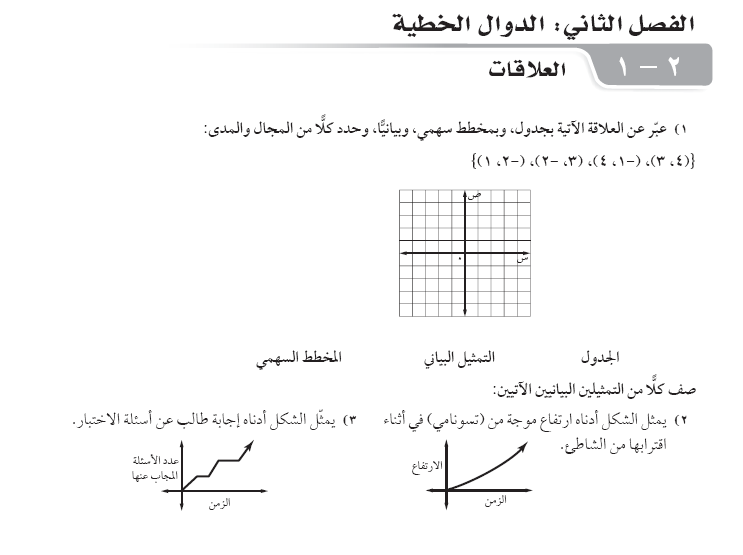 الفصل الثاني: الدوال الخطية
٢ – ١
العلاقات
١) عبّر عن العلاقة الآتية بجدول، وبمخطط سهمي، وبيانيًّا، وحدد كلًّا من المجال والمدى:
{(٤، ٣)، (–١، ٤)، (٣، –٢)، (–٢، ١)}
ص
س
٠
الجدول
التمثيل البياني
المخطط السهمي
صف كلًّا من التمثيلين البيانيين الآتيين:
٢) يمثل الشكل أدناه ارتفاع موجة من (تسونامي) في أثناء
اقترابها من الشاطئ.
الارتفاع
الزمن
٣) يمثّل الشكل أدناه إجابة طالب عن أسئلة الاختبار.
عدد الأسئلة
المجاب عنها
الزمن